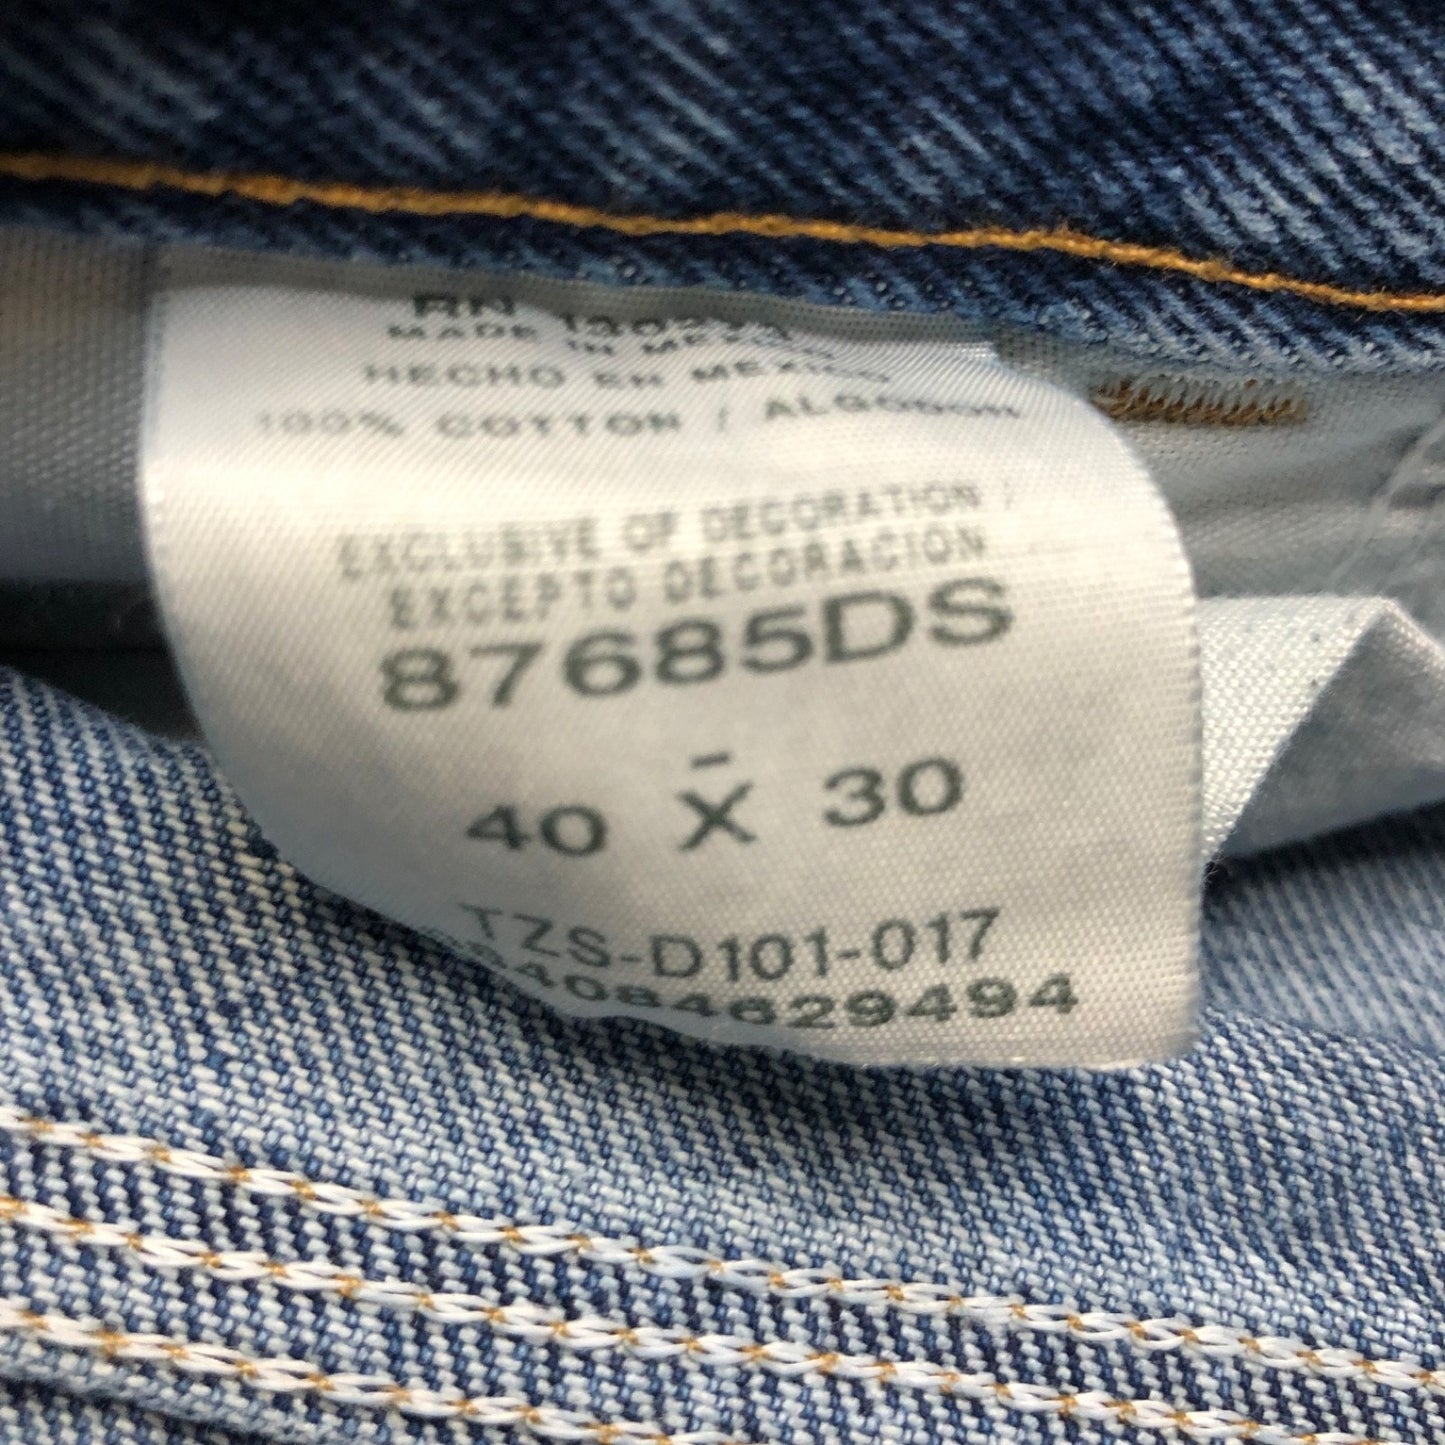 RN
MADE IN MEXICO
HECHO EN MEXICO
100% COTTON / ALGODON
EXCLUSIVE OF DECORATION /
EXCEPTO DECORACION
87685DS
-
40 X 30
TZS-D101-017